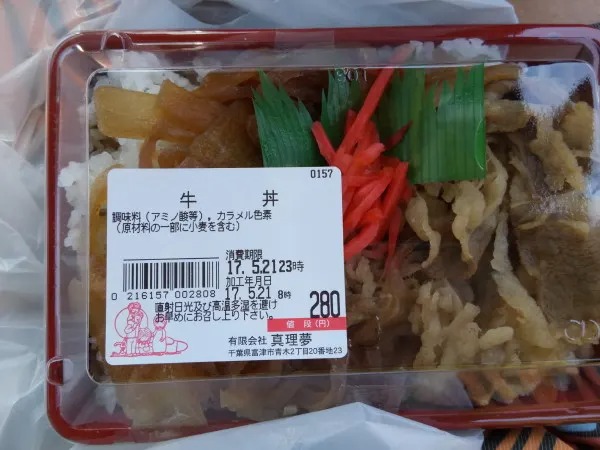 0157
牛 丼
調味料(アミノ酸等)，カラメル色素
(原材料の一部に小麦を含む)
消費期限
17. 5.21 23時
加工年月日
17. 5.21 8時
0 216157 002808
直射日光及び高温多湿を避け
お早めにお召し上り下さい。
280
値 段(円)
有限会社 真理夢
千葉県富津市青木2丁目20番地23